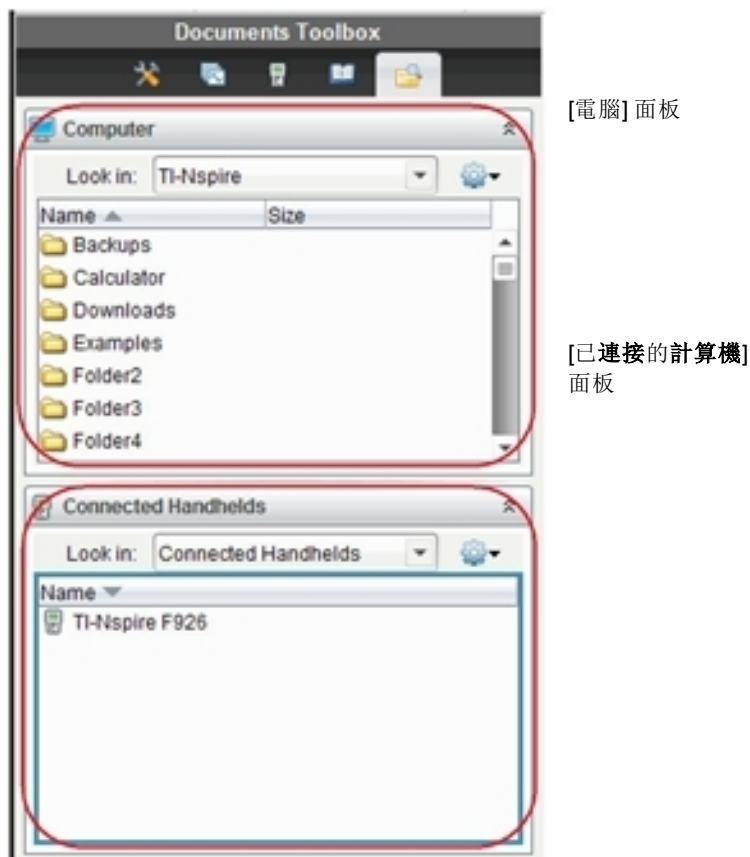 Documents Toolbox
Computer
Look in: TI-Nspire
Name Size
Backups
Calculator
Downloads
Examples
Folder2
Folder3
Folder4
Connected Handhelds
Look in: Connected Handhelds
Name
TI-Nspire F926
[電腦] 面板
[已連接的計算機]
面板